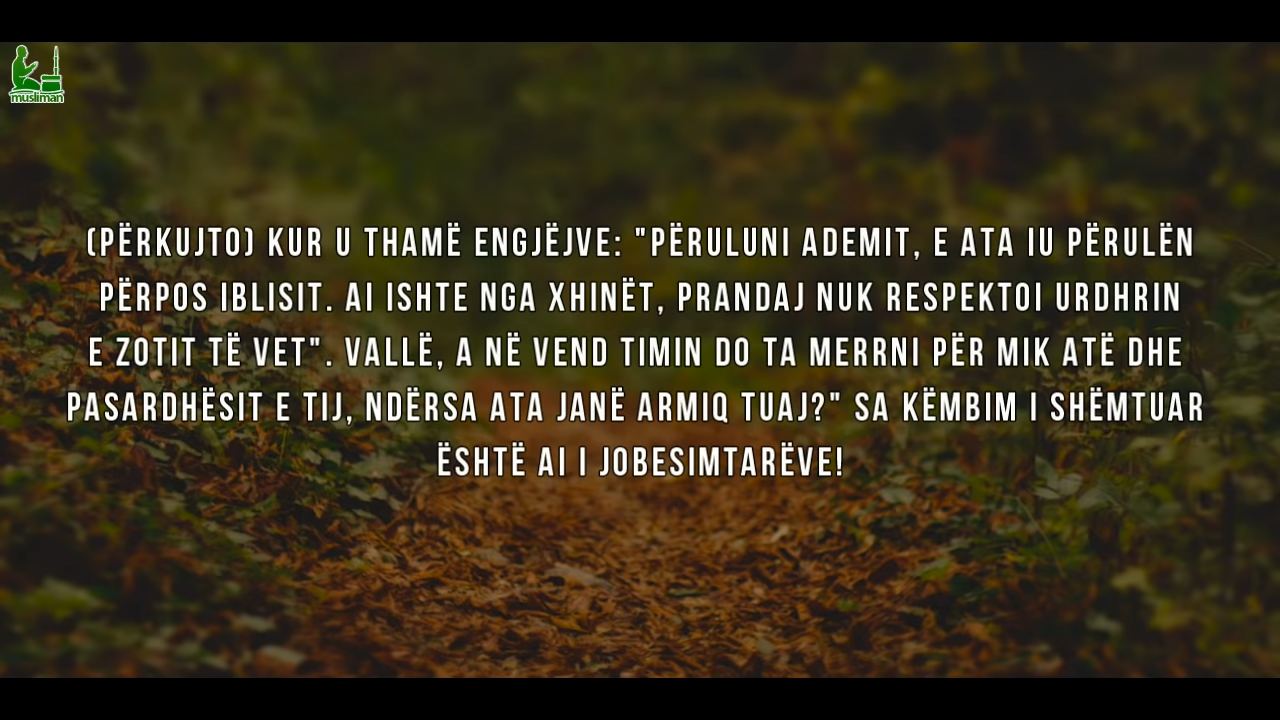 musliman
(PËRKUJTO) KUR U THAMË ENGJËJVE: "PËRULUNI ADEMIT, E ATA IU PËRULËN
PËRPOS IBLISIT. AI ISHTE NGA XHINËT, PRANDAJ NUK RESPEKTOI URDHRIN
E ZOTIT TË VET". VALLË, A NË VEND TIMIN DO TA MERRNI PËR MIK ATË DHE
PASARDHËSIT E TIJ, NDËRSA ATA JANË ARMIQ TUAJ?" SA KËMBIM I SHËMTUAR
ËSHTË AI I JOBESIMTARËVE!